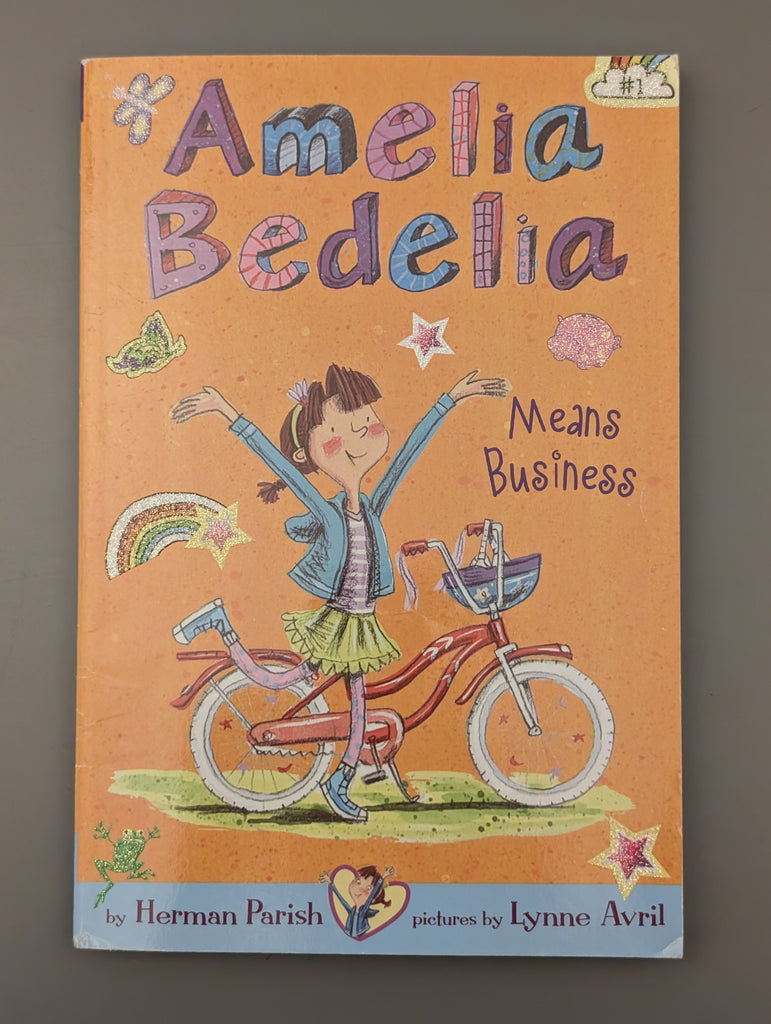 #1
Amelia
Bedelia
Means
Business
by Herman Parish pictures by Lynne Avril